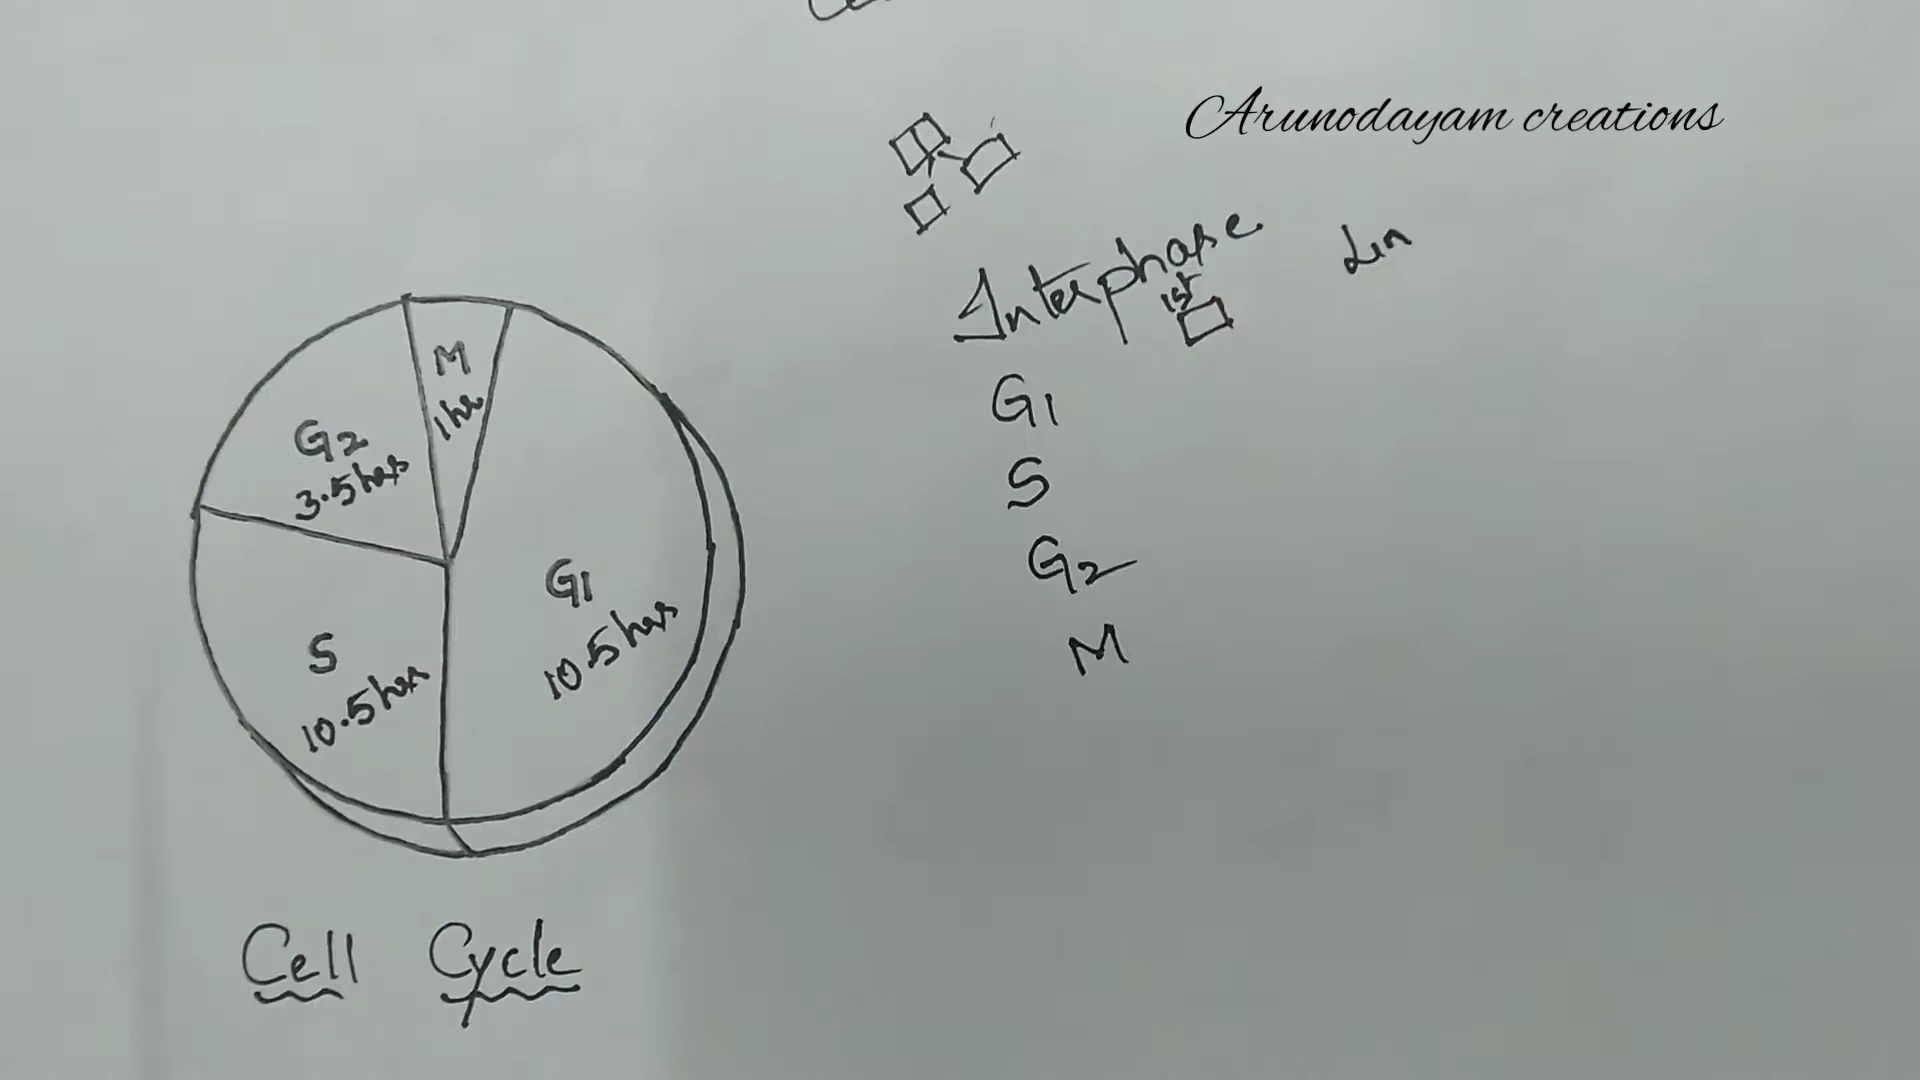 Arunodayam creations
Interphase
1st
G1
S
G2
M
M
1hr
G2
3.5hrs
G1
10.5hrs
S
10.5hrs
Cell Cycle